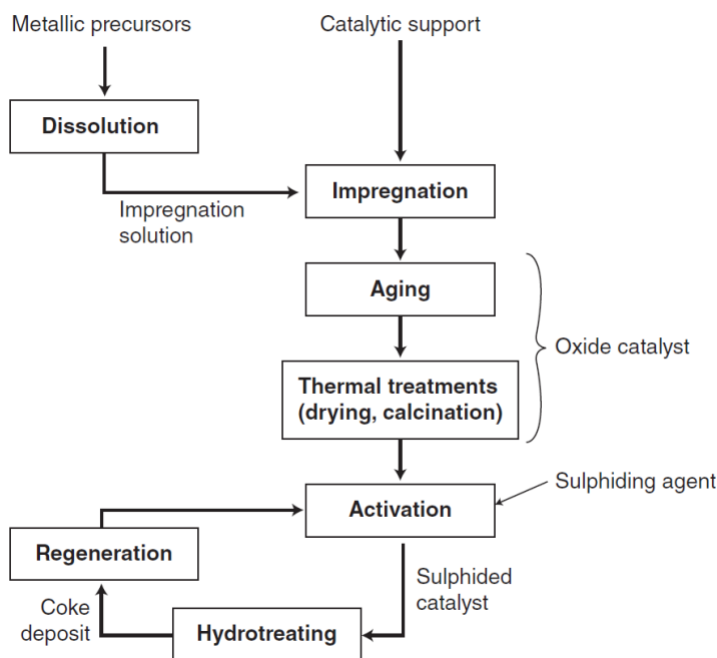 Metallic precursors
Catalytic support
Dissolution
Impregnation
Impregnation
solution
Aging
Oxide catalyst
Thermal treatments
(drying, calcination)
Sulphiding agent
Activation
Regeneration
Sulphided
catalyst
Coke
deposit
Hydrotreating